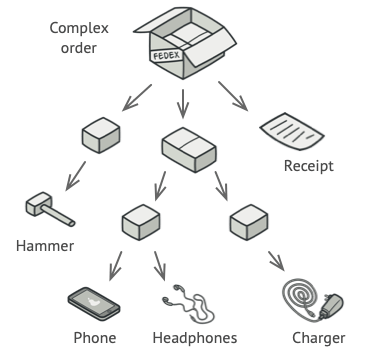 Complex
order
FEDEX
Receipt
Hammer
Phone
Headphones
Charger